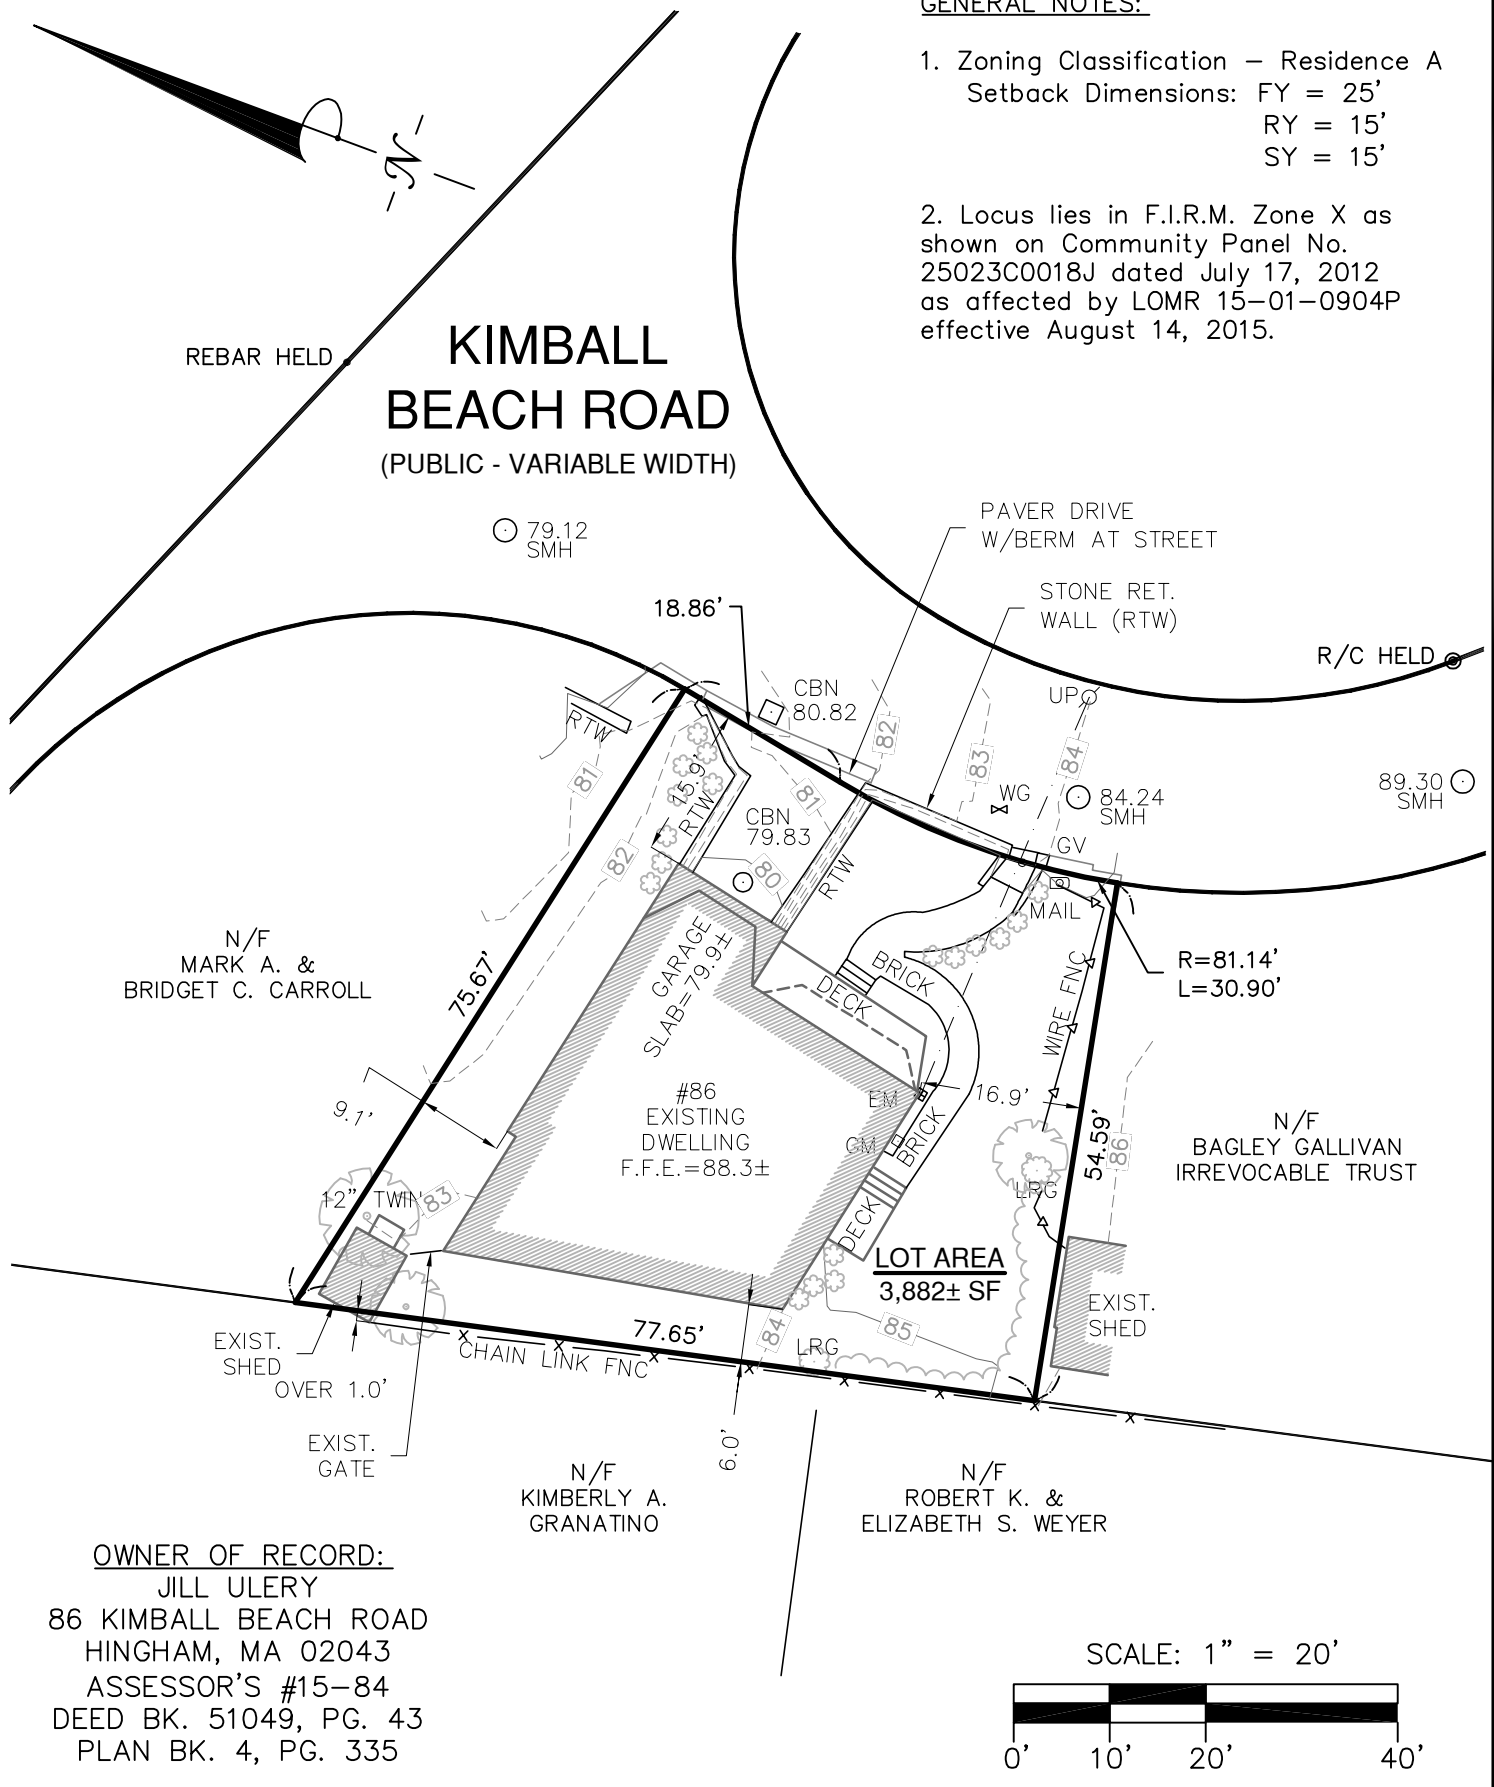 GENERAL NOTES:
1. Zoning Classification – Residence A
Setback Dimensions: FY = 25'
RY = 15'
SY = 15'
2. Locus lies in F.I.R.M. Zone X as
shown on Community Panel No.
25023C0018J dated July 17, 2012
as affected by LOMR 15–01–0904P
effective August 14, 2015.
N
REBAR HELD
KIMBALL
BEACH ROAD
(PUBLIC - VARIABLE WIDTH)
79.12
SMH
PAVER DRIVE
W/BERM AT STREET
STONE RET.
WALL (RTW)
18.86'
R/C HELD
CBN
80.82
UP
RTW
82
83
84
81
15.9'
RTW
81
WG
84.24
SMH
89.30
SMH
CBN
79.83
GV
82
80
RTW
MAIL
N/F
MARK A. &
BRIDGET C. CARROLL
75.67'
GARAGE
SLAB=79.9±
BRICK
DECK
WIRE FNC
R=81.14'
L=30.90'
9.1'
#86
EXISTING
DWELLING
F.F.E.=88.3±
EM
GM
BRICK
16.9'
54.59'
86
N/F
BAGLEY GALLIVAN
IRREVOCABLE TRUST
12" TWIN
83
LRG
DECK
LOT AREA
3,882± SF
EXIST.
SHED
EXIST.
SHED
OVER 1.0'
77.65'
CHAIN LINK FNC
84
85
LRG
EXIST.
GATE
6.0'
N/F
KIMBERLY A.
GRANATINO
N/F
ROBERT K. &
ELIZABETH S. WEYER
OWNER OF RECORD:
JILL ULERY
86 KIMBALL BEACH ROAD
HINGHAM, MA 02043
ASSESSOR'S #15–84
DEED BK. 51049, PG. 43
PLAN BK. 4, PG. 335
SCALE: 1" = 20'
0' 10' 20' 40'